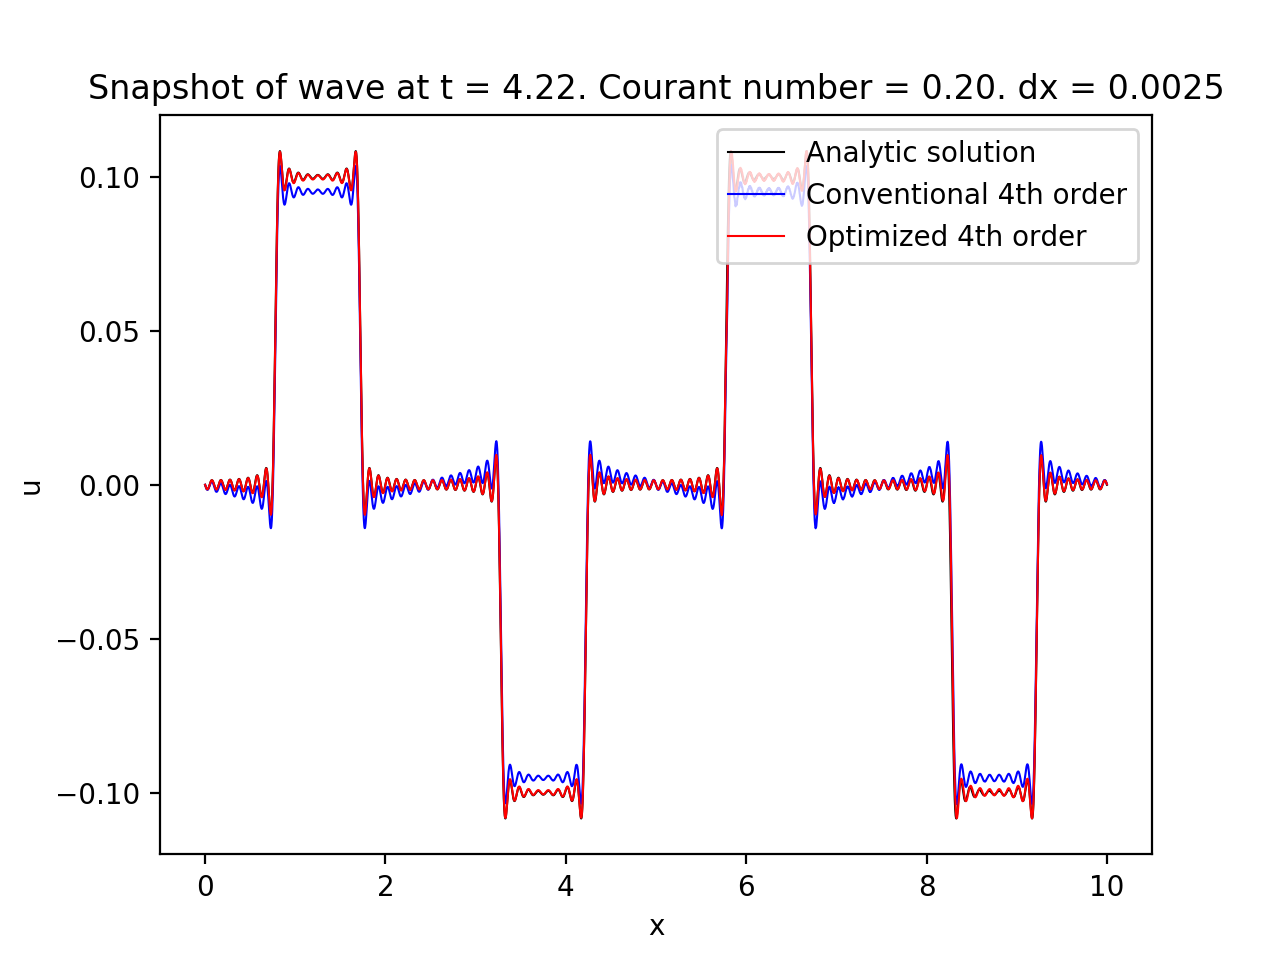 Snapshot of wave at t = 4.22. Courant number = 0.20. dx = 0.0025
Analytic solution
Conventional 4th order
Optimized 4th order
0.10
0.05
0.00
−0.05
−0.10
u
0 2 4 6 8 10
x